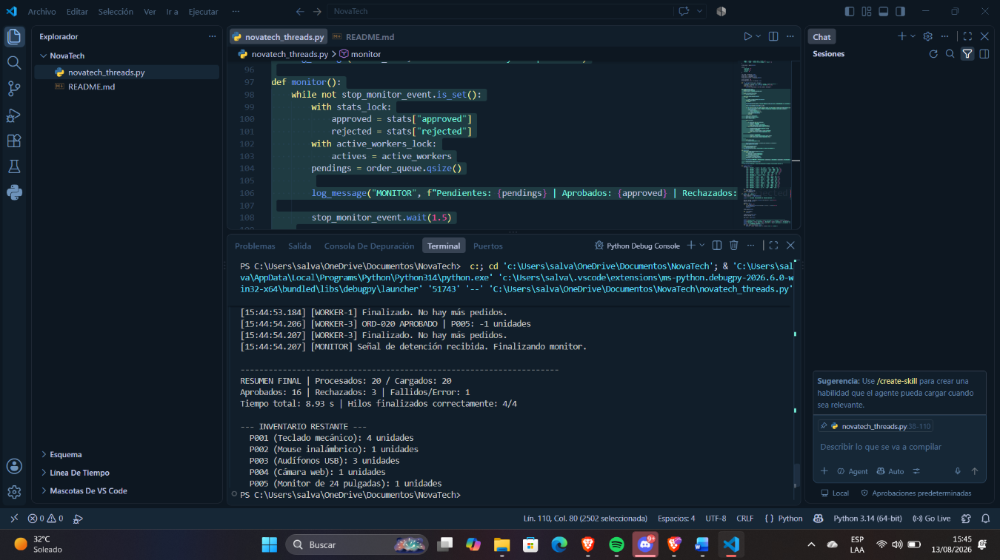 Archivo Editar Selección Ver Ir a Ejecutar ···
NovaTech
Explorador
NovaTech
novatech_threads.py
README.md
Esquema
Línea De Tiempo
Mascotas De VS Code
novatech_threads.py
README.md
novatech_threads.py > monitor
96
97 def monitor():
98 while not stop_monitor_event.is_set():
99 with stats_lock:
100 approved = stats["approved"]
101 rejected = stats["rejected"]
102 with active_workers_lock:
103 actives = active_workers
104 pendings = order_queue.qsize()
105
106 log_message("MONITOR", f"Pendientes: {pendings} | Aprobados: {approved} | Rechazados:
107
108 stop_monitor_event.wait(1.5)
Problemas Salida Consola De Depuración Terminal Puertos
Python Debug Console
PS C:\Users\salva\OneDrive\Documentos\NovaTech> c:; cd 'c:\Users\salva\OneDrive\Documentos\NovaTech'; & 'C:\Users\sal
va\AppData\Local\Programs\Python\Python314\python.exe' 'c:\Users\salva\.vscode\extensions\ms-python.debugpy-2026.6.0-w
in32-x64\bundled\libs\debugpy\launcher' '51743' '--' 'C:\Users\salva\OneDrive\Documentos\NovaTech\novatech_threads.py'
[15:44:53.184] [WORKER-1] Finalizado. No hay más pedidos.
[15:44:54.206] [WORKER-3] ORD-020 APROBADO | P005: -1 unidades
[15:44:54.207] [WORKER-3] Finalizado. No hay más pedidos.
[15:44:54.207] [MONITOR] Señal de detención recibida. Finalizando monitor.
--------------------------------------------------------------------
RESUMEN FINAL | Procesados: 20 / Cargados: 20
Aprobados: 16 | Rechazados: 3 | Fallidos/Error: 1
Tiempo total: 8.93 s | Hilos finalizados correctamente: 4/4
--- INVENTARIO RESTANTE ---
P001 (Teclado mecánico): 4 unidades
P002 (Mouse inalámbrico): 1 unidades
P003 (Audífonos USB): 3 unidades
P004 (Cámara web): 1 unidades
P005 (Monitor de 24 pulgadas): 1 unidades
PS C:\Users\salva\OneDrive\Documentos\NovaTech>
Chat
Sesiones
Sugerencia: Use /create-skill para crear una
habilidad que el agente pueda cargar cuando
sea relevante.
novatech_threads.py:38-110
Describir lo que se va a compilar
Agent Auto
Local Aprobaciones predeterminadas
0 0
Lín. 110, Col. 80 (2502 seleccionada) Espacios: 4 UTF-8 CRLF {} Python Python 3.14 (64-bit) Go Live
32°C
Soleado
Buscar
9+
ESP
LAA
15:45
13/08/2026